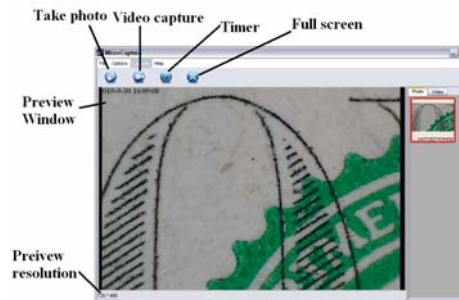 Take photo Video capture Timer Full screen
MicroCapture
Options Help
Preview Window
Photo Video
Preivew resolution